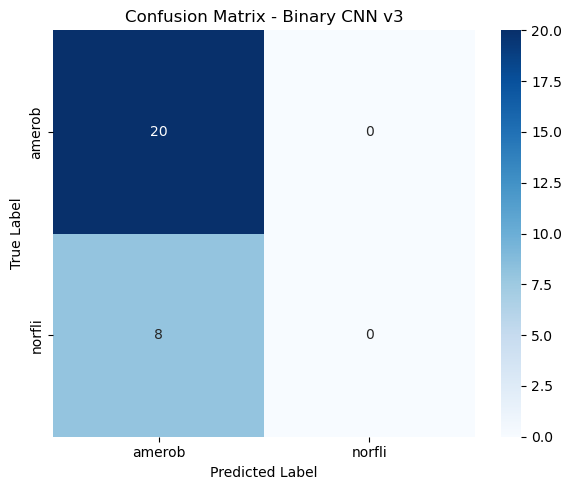 Confusion Matrix - Binary CNN v3
20.0
17.5
15.0
12.5
10.0
7.5
5.0
2.5
0.0
True Label
amerob
norfli
20 0
8 0
amerob norfli
Predicted Label